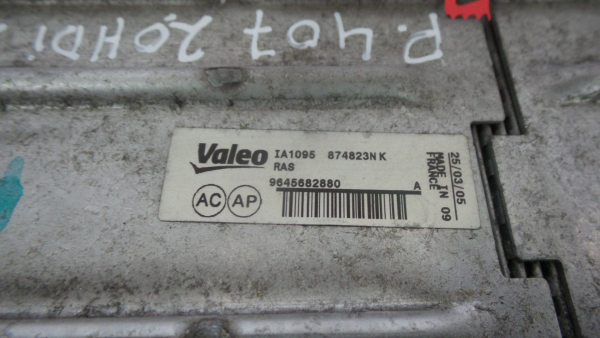 P.407 2.0HDi
Valeo IA1095 874823N K
RAS
9645682880 A
AC AP
25/03/05
MADE IN 09
FRANCE